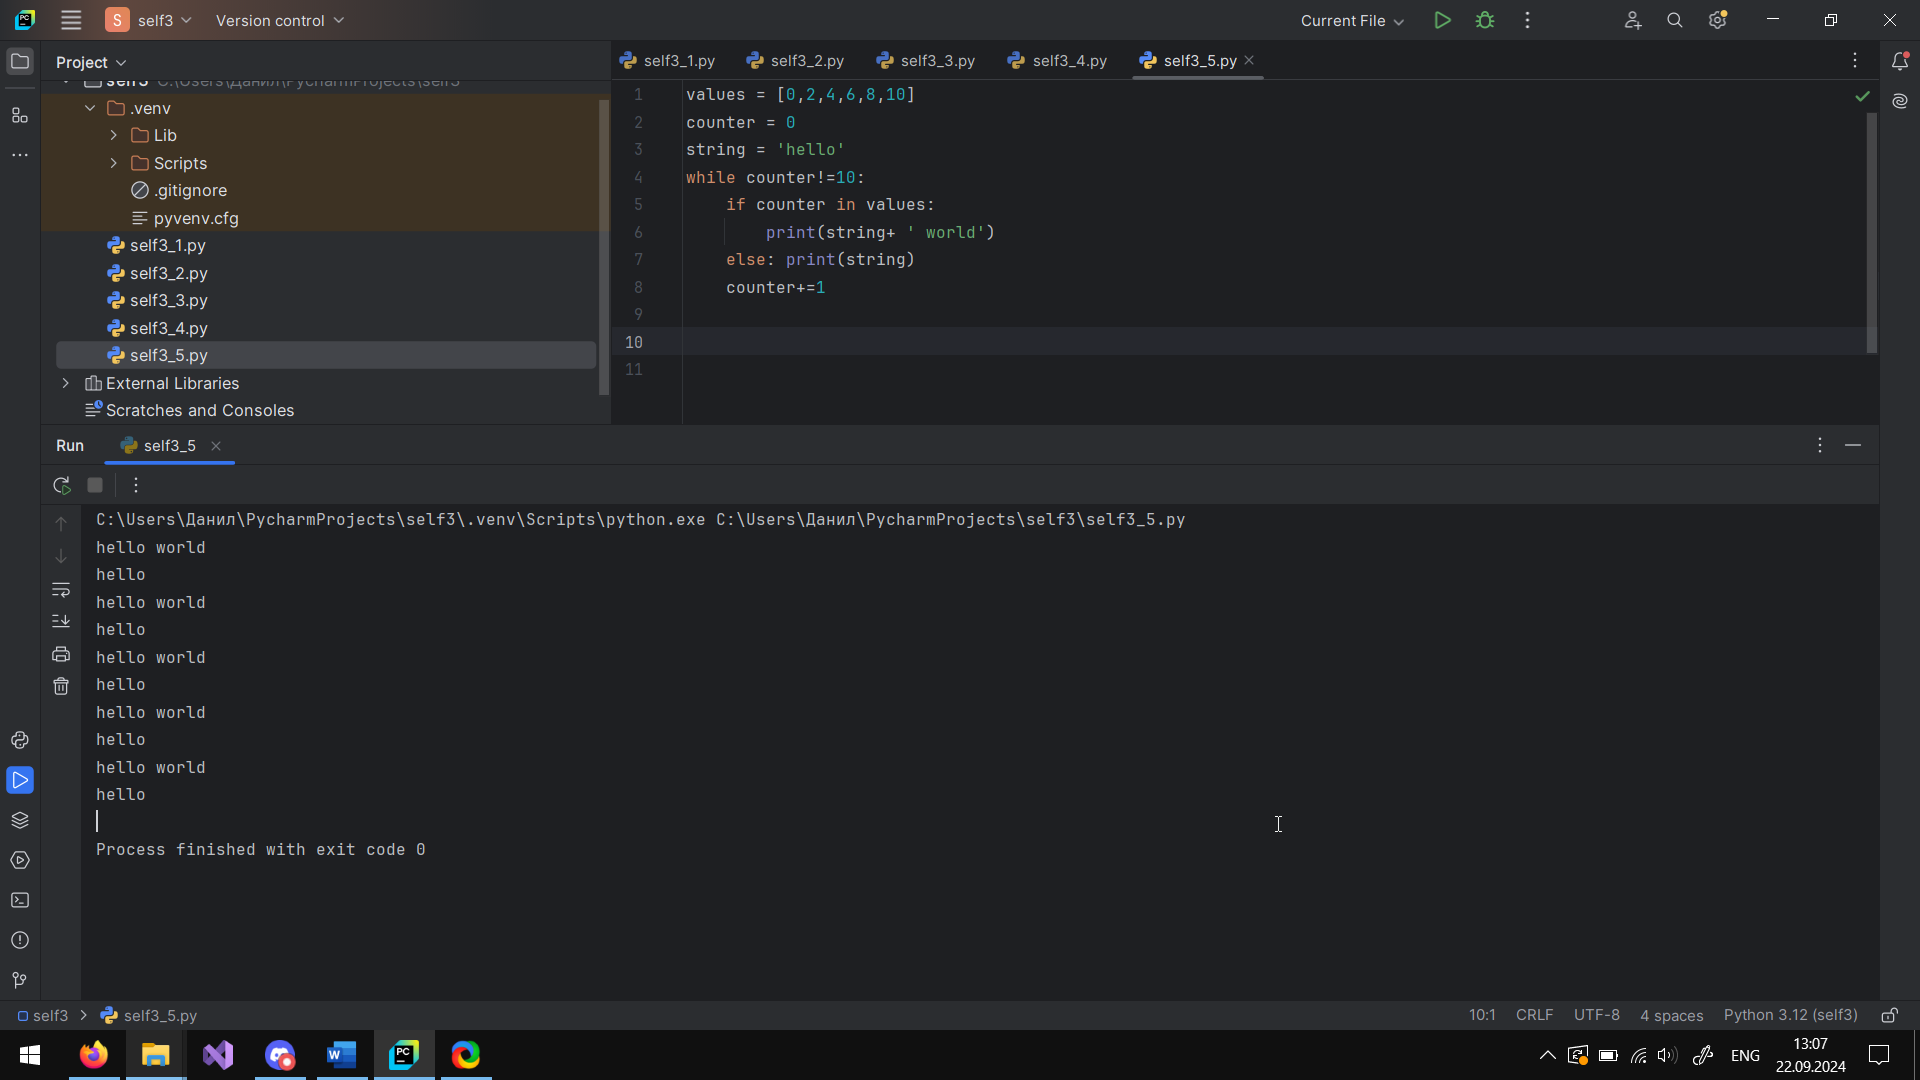 S self3 Version control Current File
Project
self3 C:\Users\Данил\PycharmProjects\self3
.venv
Lib
Scripts
.gitignore
pyvenv.cfg
self3_1.py
self3_2.py
self3_3.py
self3_4.py
self3_5.py
External Libraries
Scratches and Consoles
self3_1.py self3_2.py self3_3.py self3_4.py self3_5.py
1 values = [0,2,4,6,8,10]
2 counter = 0
3 string = 'hello'
4 while counter!=10:
5 if counter in values:
6 print(string+ ' world')
7 else: print(string)
8 counter+=1
9
10
11
Run self3_5
C:\Users\Данил\PycharmProjects\self3\.venv\Scripts\python.exe C:\Users\Данил\PycharmProjects\self3\self3_5.py
hello world
hello
hello world
hello
hello world
hello
hello world
hello
hello world
hello
Process finished with exit code 0
self3 self3_5.py 10:1 CRLF UTF-8 4 spaces Python 3.12 (self3)
ENG
13:07
22.09.2024